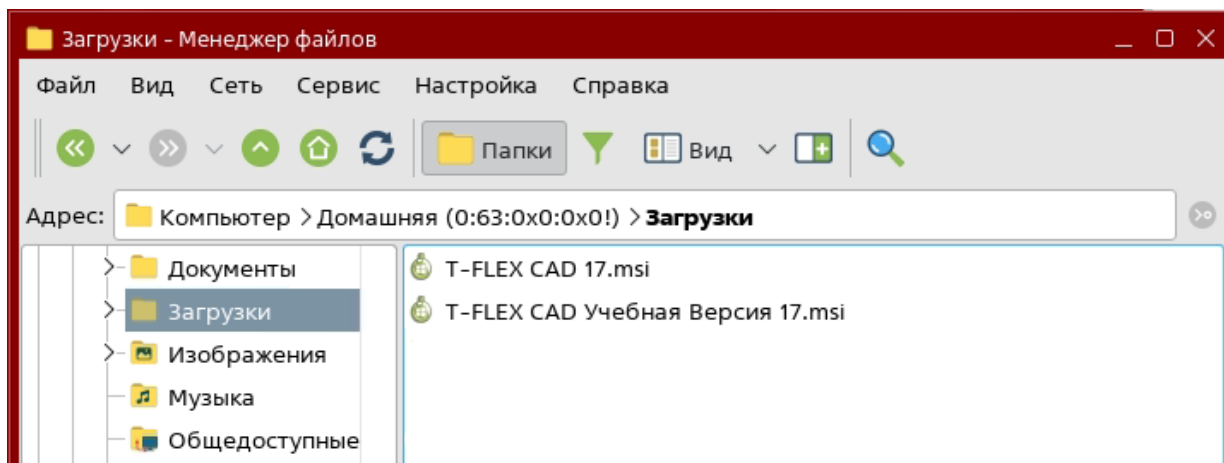 Загрузки – Менеджер файлов
Файл Вид Сеть Сервис Настройка Справка
Папки Вид
Адрес: Компьютер > Домашняя (0:63:0x0:0x0!) > Загрузки
Документы
Загрузки
Изображения
Музыка
Общедоступные
T-FLEX CAD 17.msi
T-FLEX CAD Учебная Версия 17.msi